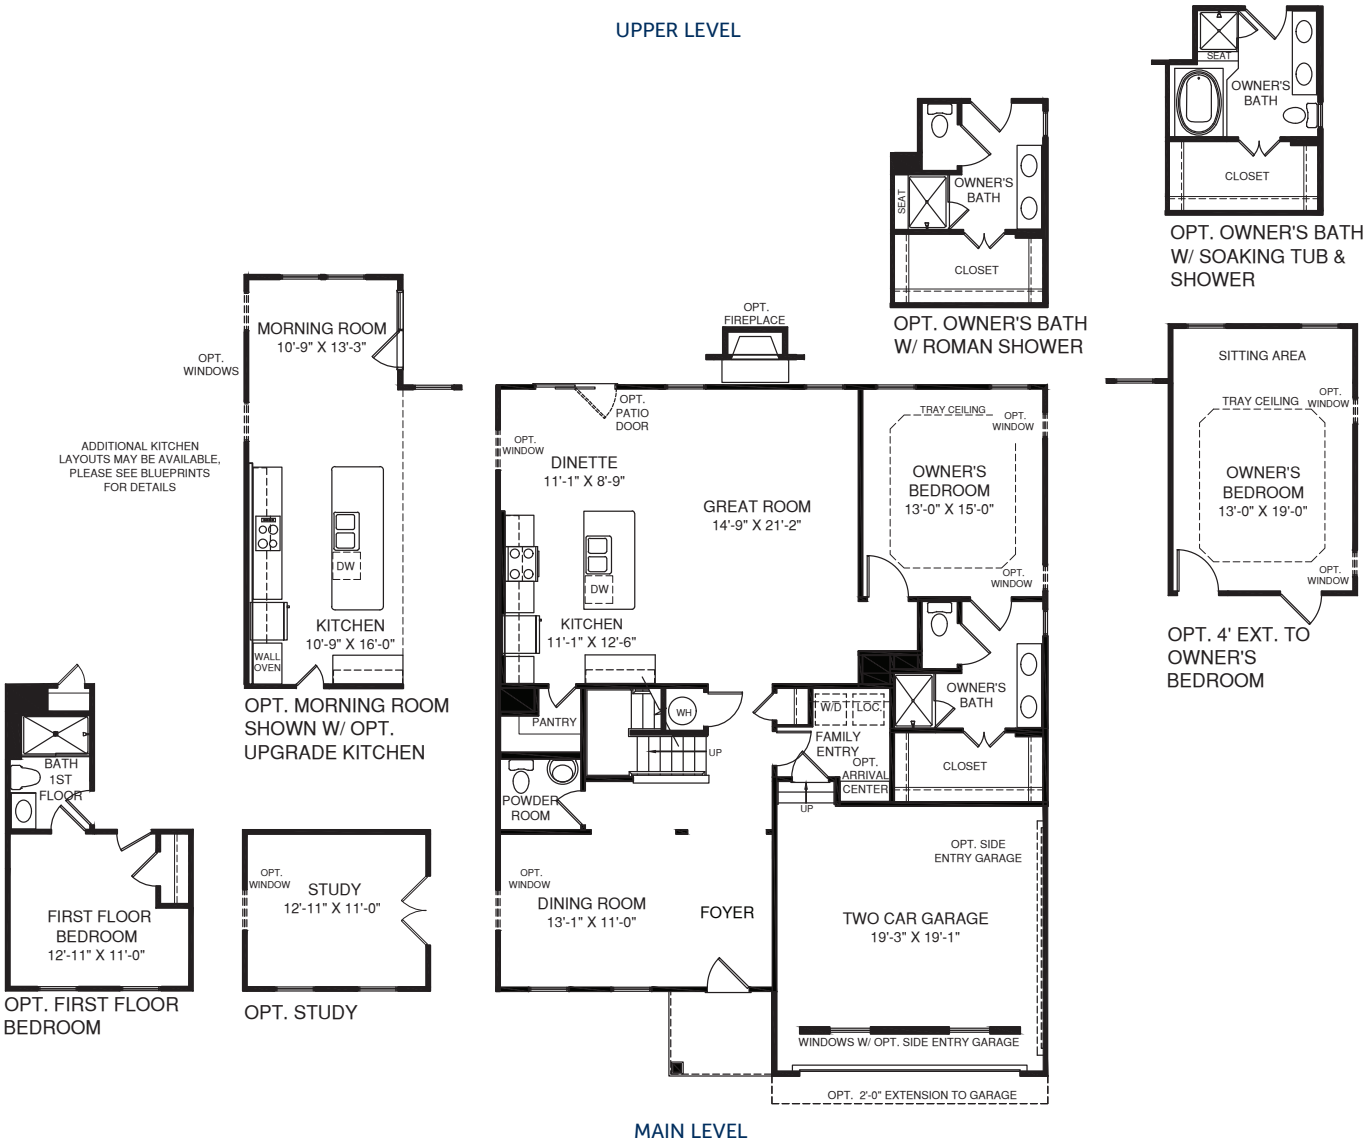 UPPER LEVEL
SEAT
OWNER'S
BATH
CLOSET
OPT. OWNER'S BATH
W/ SOAKING TUB &
SHOWER
OWNER'S
BATH
SEAT
CLOSET
OPT. OWNER'S BATH
W/ ROMAN SHOWER
MORNING ROOM
10'-9" X 13'-3"
OPT.
WINDOWS
ADDITIONAL KITCHEN
LAYOUTS MAY BE AVAILABLE,
PLEASE SEE BLUEPRINTS
FOR DETAILS
DW
KITCHEN
10'-9" X 16'-0"
WALL
OVEN
OPT. MORNING ROOM
SHOWN W/ OPT.
UPGRADE KITCHEN
OPT.
FIREPLACE
OPT.
PATIO
DOOR
OPT.
WINDOW
DINETTE
11'-1" X 8'-9"
GREAT ROOM
14'-9" X 21'-2"
TRAY CEILING
OPT.
WINDOW
OWNER'S
BEDROOM
13'-0" X 15'-0"
OPT.
WINDOW
SITTING AREA
TRAY CEILING
OPT.
WINDOW
OWNER'S
BEDROOM
13'-0" X 19'-0"
OPT.
WINDOW
OPT. 4' EXT. TO
OWNER'S
BEDROOM
DW
KITCHEN
11'-1" X 12'-6"
PANTRY
WH
UP
W/D
LOC.
FAMILY
ENTRY
OPT.
ARRIVAL
CENTER
UP
OWNER'S
BATH
CLOSET
POWDER
ROOM
BATH
1ST
FLOOR
FIRST FLOOR
BEDROOM
12'-11" X 11'-0"
OPT. FIRST FLOOR
BEDROOM
OPT.
WINDOW
STUDY
12'-11" X 11'-0"
OPT. STUDY
OPT.
WINDOW
DINING ROOM
13'-1" X 11'-0"
FOYER
OPT. SIDE
ENTRY GARAGE
TWO CAR GARAGE
19'-3" X 19'-1"
WINDOWS W/ OPT. SIDE ENTRY GARAGE
OPT. 2'-0" EXTENSION TO GARAGE
MAIN LEVEL